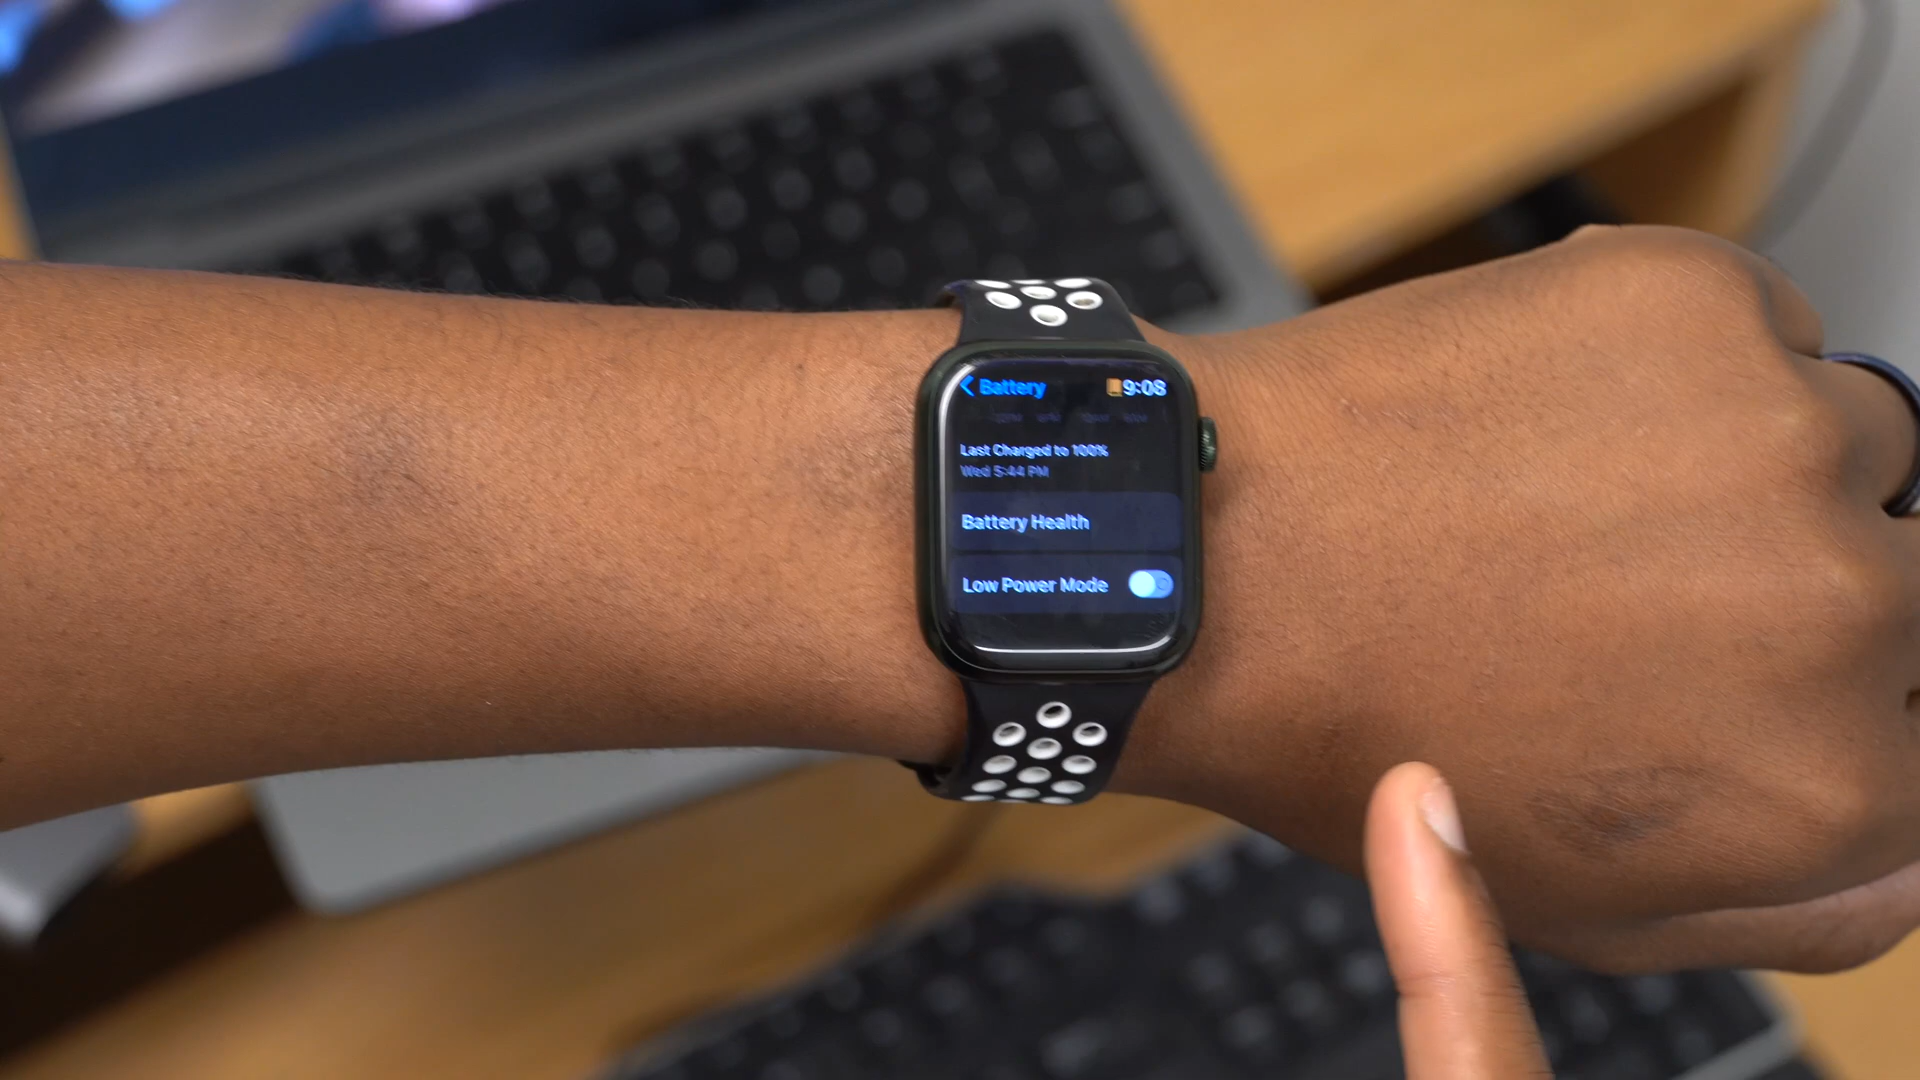 Battery
9:08
Last Charged to 100%
Wed 5:44 PM
Battery Health
Low Power Mode